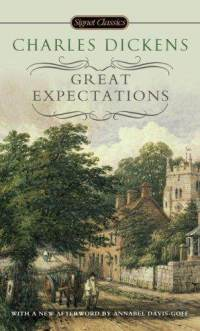 Signet Classics
CHARLES DICKENS
GREAT
EXPECTATIONS
WITH A NEW AFTERWORD BY ANNABEL DAVIS-GOFF